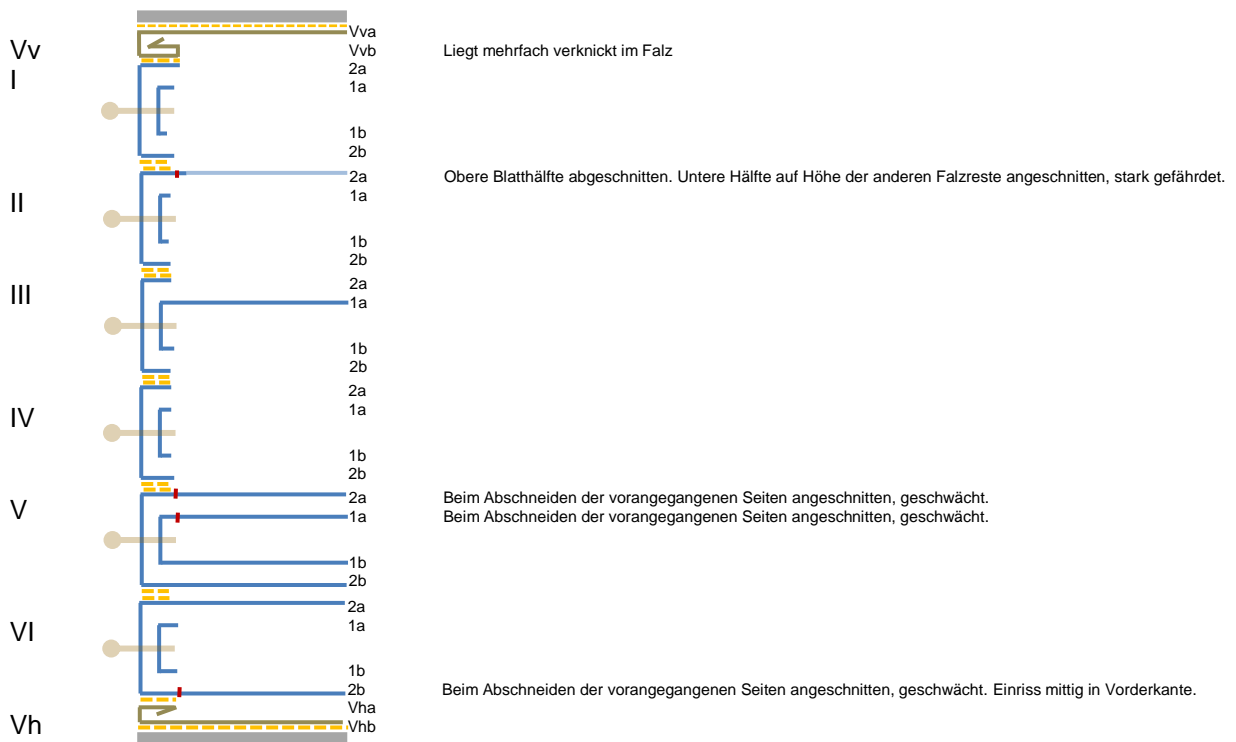 Vva
Vv
Vvb Liegt mehrfach verknickt im Falz
I
2a
1a
1b
2b
2a Obere Blatthälfte abgeschnitten. Untere Hälfte auf Höhe der anderen Falzreste angeschnitten, stark gefährdet.
II
1a
1b
2b
2a
III
1a
1b
2b
2a
IV
1a
1b
2b
V
2a Beim Abschneiden der vorangegangenen Seiten angeschnitten, geschwächt.
1a Beim Abschneiden der vorangegangenen Seiten angeschnitten, geschwächt.
1b
2b
2a
VI
1a
1b
2b Beim Abschneiden der vorangegangenen Seiten angeschnitten, geschwächt. Einriss mittig in Vorderkante.
Vha
Vh
Vhb